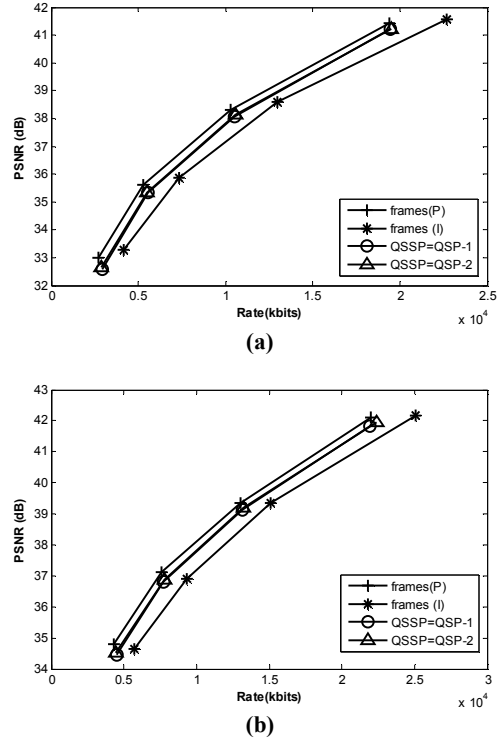 42
41
40
39
38
37
36
35
34
33
32
PSNR (dB)
frames(P)
frames (I)
QSSP=QSP-1
QSSP=QSP-2
0 0.5 1 1.5 2 2.5
x 10^4
Rate(kbits)
(a)
43
42
41
40
39
38
37
36
35
34
PSNR (dB)
frames(P)
frames (I)
QSSP=QSP-1
QSSP=QSP-2
0 0.5 1 1.5 2 2.5 3
x 10^4
Rate(kbits)
(b)